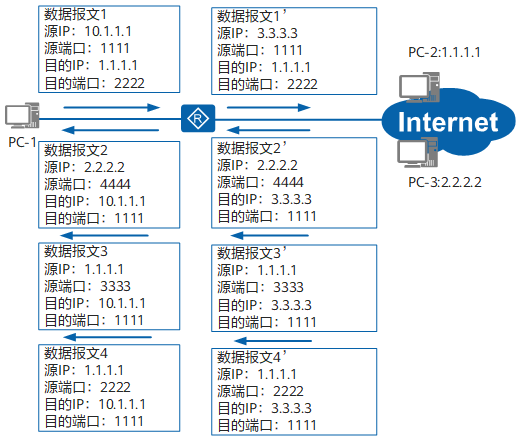 数据报文1
源IP：10.1.1.1
源端口：1111
目的IP：1.1.1.1
目的端口：2222
数据报文1’
源IP：3.3.3.3
源端口：1111
目的IP：1.1.1.1
目的端口：2222
PC-2:1.1.1.1
PC-1
R
Internet
PC-3:2.2.2.2
数据报文2
源IP：2.2.2.2
源端口：4444
目的IP：10.1.1.1
目的端口：1111
数据报文2’
源IP：2.2.2.2
源端口：4444
目的IP：3.3.3.3
目的端口：1111
数据报文3
源IP：1.1.1.1
源端口：3333
目的IP：10.1.1.1
目的端口：1111
数据报文3’
源IP：1.1.1.1
源端口：3333
目的IP：3.3.3.3
目的端口：1111
数据报文4
源IP：1.1.1.1
源端口：2222
目的IP：10.1.1.1
目的端口：1111
数据报文4’
源IP：1.1.1.1
源端口：2222
目的IP：3.3.3.3
目的端口：1111